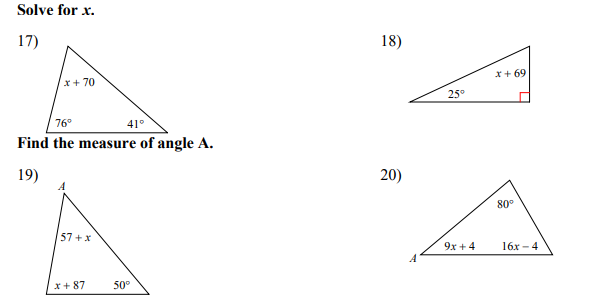 Solve for x.
17)
18)
x + 70
x + 69
25°
76°
41°
Find the measure of angle A.
19)
20)
A
80°
57 + x
9x + 4
16x – 4
A
x + 87
50°